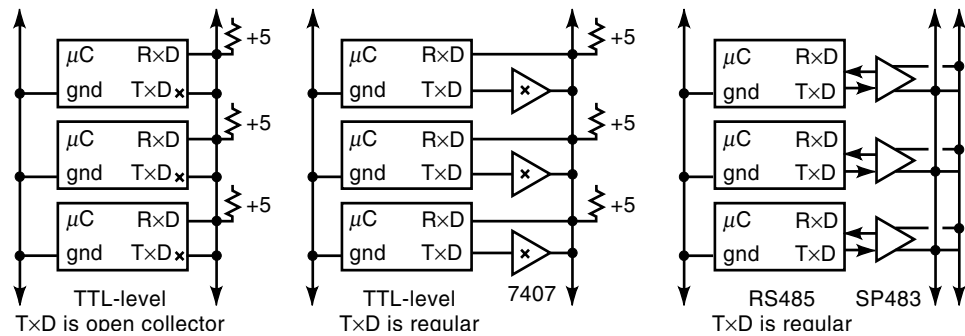 μC R×D +5
gnd T×D×
μC R×D +5
gnd T×D×
μC R×D +5
gnd T×D×
TTL-level
T×D is open collector
μC R×D +5
gnd T×D ×
μC R×D +5
gnd T×D ×
μC R×D +5
gnd T×D ×
TTL-level 7407
T×D is regular
μC R×D
gnd T×D
μC R×D
gnd T×D
μC R×D
gnd T×D
RS485 SP483
T×D is regular